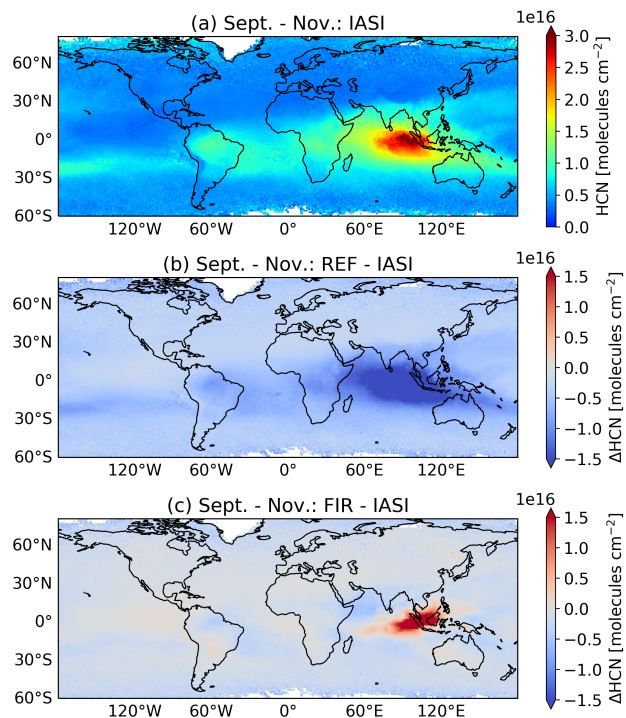 1e16
(a) Sept. - Nov.: IASI
60°N
30°N
0°
30°S
60°S
120°W 60°W 0° 60°E 120°E
3.0
2.5
2.0
1.5
1.0
0.5
0.0
HCN [molecules cm⁻²]
1e16
(b) Sept. - Nov.: REF - IASI
60°N
30°N
0°
30°S
60°S
120°W 60°W 0° 60°E 120°E
1.5
1.0
0.5
0.0
−0.5
−1.0
−1.5
ΔHCN [molecules cm⁻²]
1e16
(c) Sept. - Nov.: FIR - IASI
60°N
30°N
0°
30°S
60°S
120°W 60°W 0° 60°E 120°E
1.5
1.0
0.5
0.0
−0.5
−1.0
−1.5
ΔHCN [molecules cm⁻²]